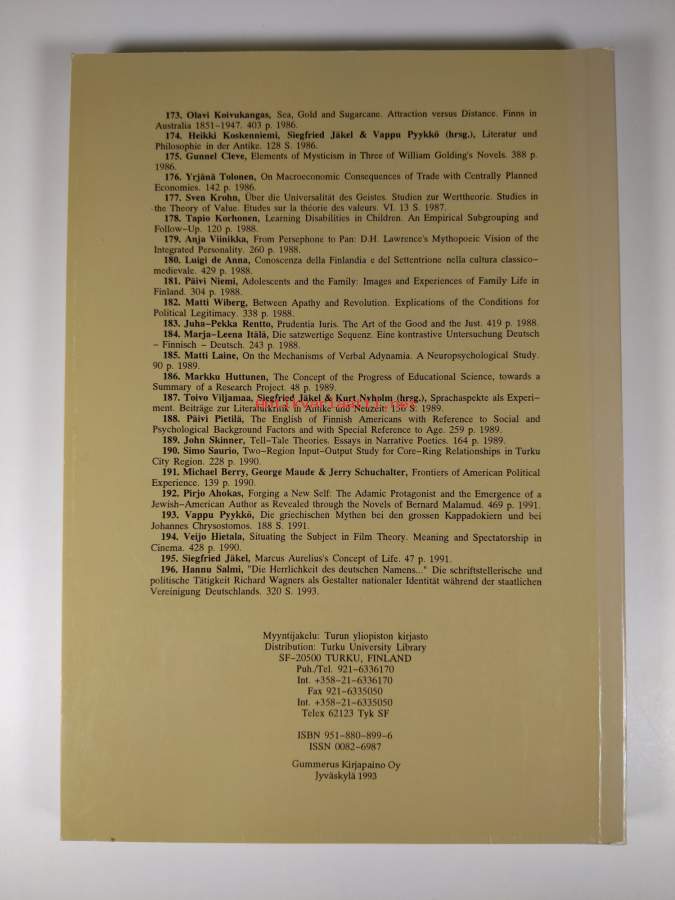 173. Olavi Koivukangas, Sea, Gold and Sugarcane. Attraction versus Distance. Finns in
Australia 1851-1947. 403 p. 1986.
174. Heikki Koskenniemi, Siegfried Jäkel & Vappu Pyykkö (hrsg.), Literatur und
Philosophie in der Antike. 128 S. 1986.
175. Gunnel Cleve, Elements of Mysticism in Three of William Golding's Novels. 388 p.
1986.
176. Yrjänä Tolonen, On Macroeconomic Consequences of Trade with Centrally Planned
Economies. 142 p. 1986.
177. Sven Krohn, Über die Universalität des Geistes. Studien zur Werttheorie. Studies in
the Theory of Value. Etudes sur la théorie des valeurs. VI. 13 S. 1987.
178. Tapio Korhonen, Learning Disabilities in Children. An Empirical Subgrouping and
Follow-Up. 120 p. 1988.
179. Anja Viinikka, From Persephone to Pan: D.H. Lawrence's Mythopoeic Vision of the
Integrated Personality. 260 p. 1988.
180. Luigi de Anna, Conoscenza della Finlandia e del Settentrione nella cultura classico-
medievale. 429 p. 1988.
181. Päivi Niemi, Adolescents and the Family: Images and Experiences of Family Life in
Finland. 304 p. 1988.
182. Matti Wiberg, Between Apathy and Revolution. Explications of the Conditions for
Political Legitimacy. 338 p. 1988.
183. Juha-Pekka Rentto, Prudentia Iuris. The Art of the Good and the Just. 419 p. 1988.
184. Marja-Leena Itälä, Die satzwertige Sequenz. Eine kontrastive Untersuchung Deutsch
- Finnisch - Deutsch. 243 p. 1988.
185. Matti Laine, On the Mechanisms of Verbal Adynamia. A Neuropsychological Study.
90 p. 1989.
186. Markku Huttunen, The Concept of the Progress of Educational Science, towards a
Summary of a Research Project. 48 p. 1989.
187. Toivo Viljamaa, Siegfried Jäkel & Kurt Nyholm (hrsg.), Sprachaspekte als Experi-
ment. Beiträge zur Literaturkritik in Antike und Neuzeit. 156 S. 1989.
188. Päivi Pietilä, The English of Finnish Americans with Reference to Social and
Psychological Background Factors and with Special Reference to Age. 259 p. 1989.
189. John Skinner, Tell-Tale Theories. Essays in Narrative Poetics. 164 p. 1989.
190. Simo Saurio, Two-Region Input-Output Study for Core-Ring Relationships in Turku
City Region. 228 p. 1990.
191. Michael Berry, George Maude & Jerry Schuchalter, Frontiers of American Political
Experience. 139 p. 1990.
192. Pirjo Ahokas, Forging a New Self: The Adamic Protagonist and the Emergence of a
Jewish-American Author as Revealed through the Novels of Bernard Malamud. 469 p. 1991.
193. Vappu Pyykkö, Die griechischen Mythen bei den grossen Kappadokiern und bei
Johannes Chrysostomos. 188 S. 1991.
194. Veijo Hietala, Situating the Subject in Film Theory. Meaning and Spectatorship in
Cinema. 428 p. 1990.
195. Siegfried Jäkel, Marcus Aurelius's Concept of Life. 47 p. 1991.
196. Hannu Salmi, "Die Herrlichkeit des deutschen Namens..." Die schriftstellerische und
politische Tätigkeit Richard Wagners als Gestalter nationaler Identität während der staatlichen
Vereinigung Deutschlands. 320 S. 1993.
Myyntijakelu: Turun yliopiston kirjasto
Distribution: Turku University Library
SF-20500 TURKU, FINLAND
Puh./Tel. 921-6336170
Int. +358-21-6336170
Fax 921-6335050
Int. +358-21-6335050
Telex 62123 Tyk SF
ISBN 951-880-899-6
ISSN 0082-6987
Gummerus Kirjapaino Oy
Jyväskylä 1993